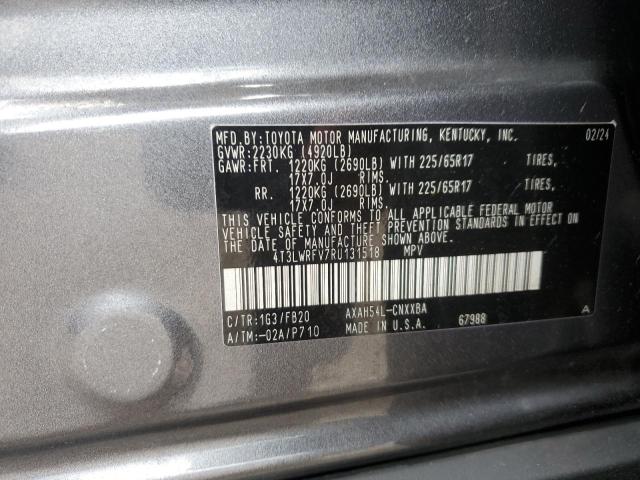 MFD.BY:TOYOTA MOTOR MANUFACTURING, KENTUCKY, INC. 02/24
GVWR:2230KG (4920LB)
GAWR:FRT. 1220KG (2690LB) WITH 225/65R17 TIRES,
17X7.0J RIMS.
RR. 1220KG (2690LB) WITH 225/65R17 TIRES,
17X7.0J RIMS.
THIS VEHICLE CONFORMS TO ALL APPLICABLE FEDERAL MOTOR
VEHICLE SAFETY AND THEFT PREVENTION STANDARDS IN EFFECT
ON THE DATE OF MANUFACTURE SHOWN ABOVE.
4T3LWRFV7RU131518 MPV
C/TR:1G3/FB20 AXAH54L-CNXXBA
A/TM:-02A/P710 MADE IN U.S.A. 67988 A